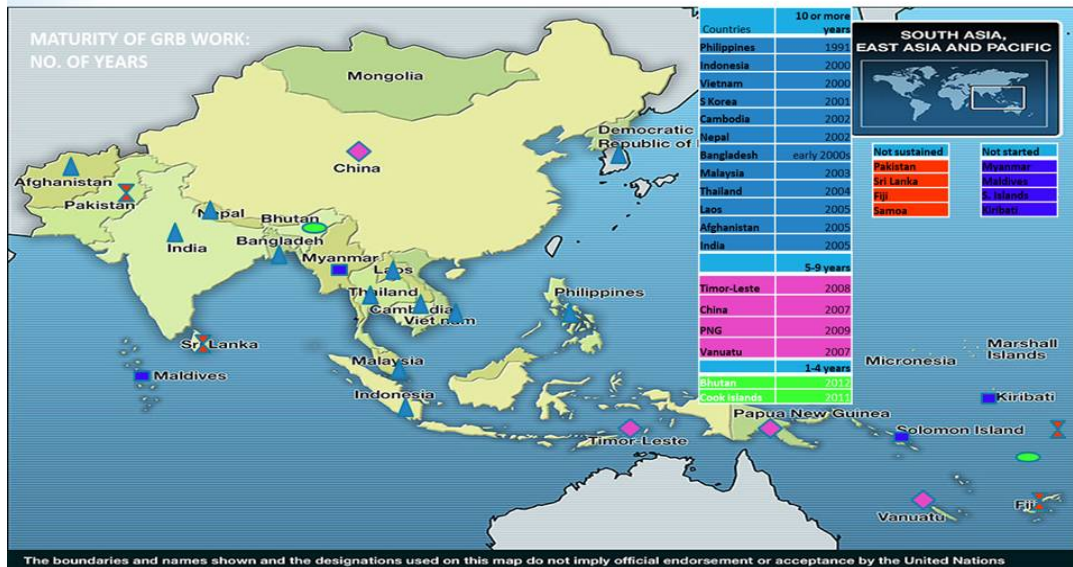 MATURITY OF GRB WORK:
NO. OF YEARS
Countries 10 or more years
Philippines 1991
Indonesia 2000
Vietnam 2000
S Korea 2001
Cambodia 2002
Nepal 2002
Bangladesh early 2000s
Malaysia 2003
Thailand 2004
Laos 2005
Afghanistan 2005
India 2005
5-9 years
Timor-Leste 2008
China 2007
PNG 2009
Vanuatu 2007
1-4 years
Bhutan 2012
Cook Islands 2011
SOUTH ASIA,
EAST ASIA AND PACIFIC
Not sustained
Pakistan
Sri Lanka
Fiji
Samoa
Not started
Myanmar
Maldives
S. Islands
Kiribati
Mongolia
Democratic
Republic of
China
Afghanistan
Pakistan
Nepal
Bhutan
India
Bangladeh
Myanmar
Laos
Thailand
Cambodia
Viet nam
Philippines
Sri Lanka
Maldives
Malaysia
Indonesia
Timor-Leste
Papua New Guinea
Micronesia
Marshall
Islands
Kiribati
Solomon Island
Vanuatu
Fiji
The boundaries and names shown and the designations used on this map do not imply official endorsement or acceptance by the United Nations